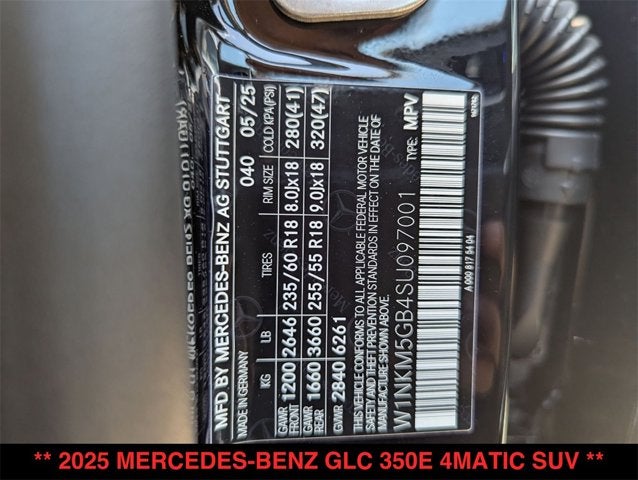 MFD BY MERCEDES-BENZ AG STUTTGART
MADE IN GERMANY 040 05/25
KG LB TIRES RIM SIZE COLD KPA(PSI)
GAWR FRONT 1200 2646 235/60 R18 8.0Jx18 280(41)
GAWR REAR 1660 3660 255/55 R18 9.0Jx18 320(47)
GVWR 2840 6261
THIS VEHICLE CONFORMS TO ALL APPLICABLE FEDERAL MOTOR VEHICLE
SAFETY AND THEFT PREVENTION STANDARDS IN EFFECT ON THE DATE OF
MANUFACTURE SHOWN ABOVE.
W1NKM5GB4SU097001 TYPE: MPV
A 099 817 54 04
** 2025 MERCEDES-BENZ GLC 350E 4MATIC SUV **